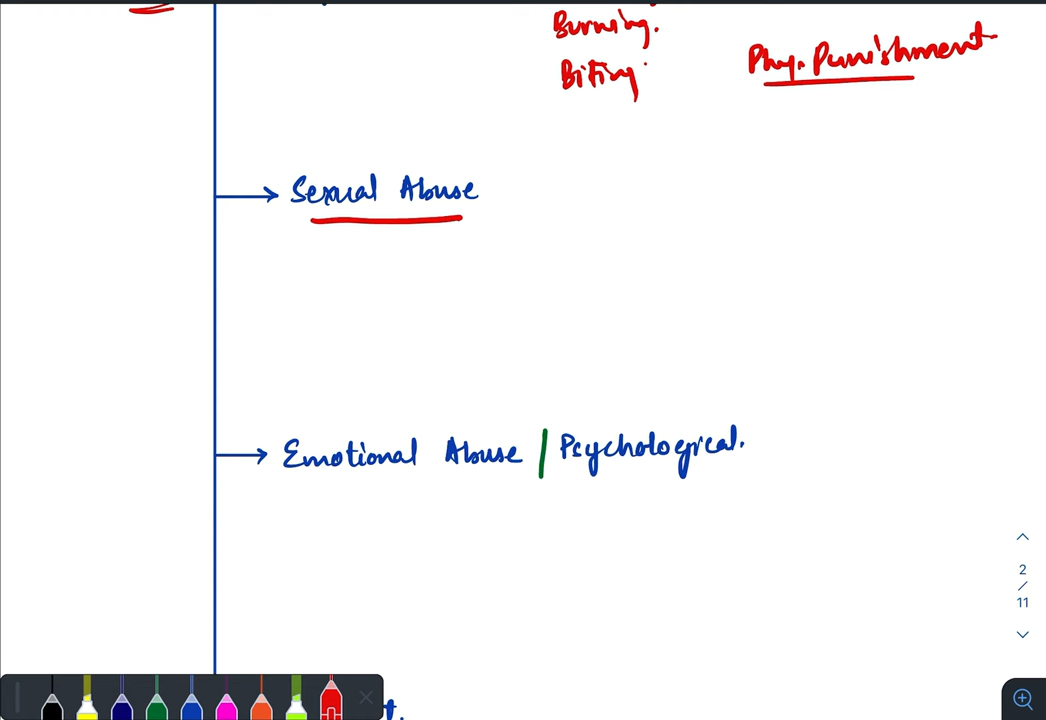 Burning.
Biting
Phy. Punishment
Sexual Abuse
Emotional Abuse | Psychological.
2
/
11
t.